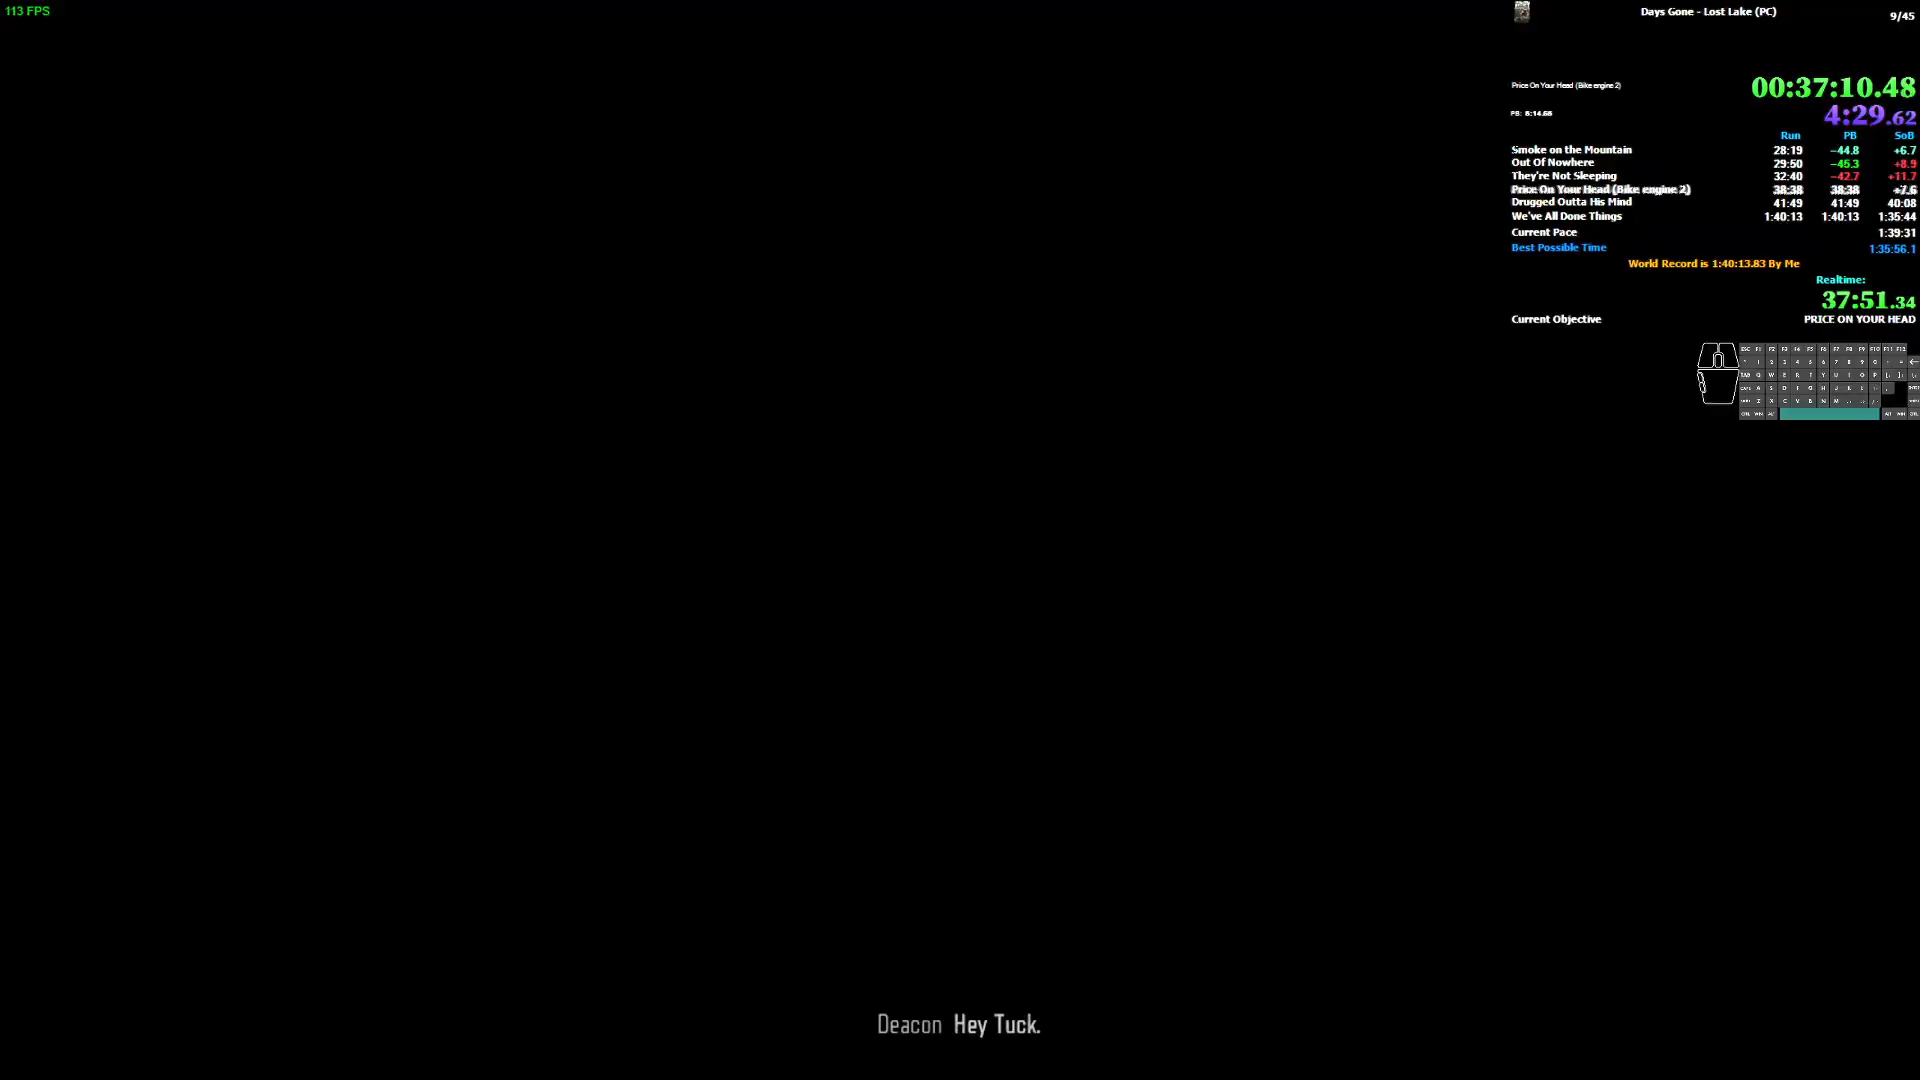 113 FPS
Days Gone - Lost Lake (PC)
9/45
Price On Your Head (Bike engine 2)
00:37:10.48
4:29.62
Run PB SoB
Smoke on the Mountain 28:19 −44.8 +6.7
Out Of Nowhere 29:50 −45.3 +8.9
They're Not Sleeping 32:40 −42.7 +11.7
Price On Your Head (Bike engine 2) 38:38 38:38 +7.6
Drugged Outta His Mind 41:49 41:49 40:08
We've All Done Things 1:40:13 1:40:13 1:35:44
Current Pace 1:39:31
Best Possible Time 1:35:56.1
World Record is 1:40:13.83 By Me
Realtime:
37:51.34
Current Objective PRICE ON YOUR HEAD
Deacon Hey Tuck.